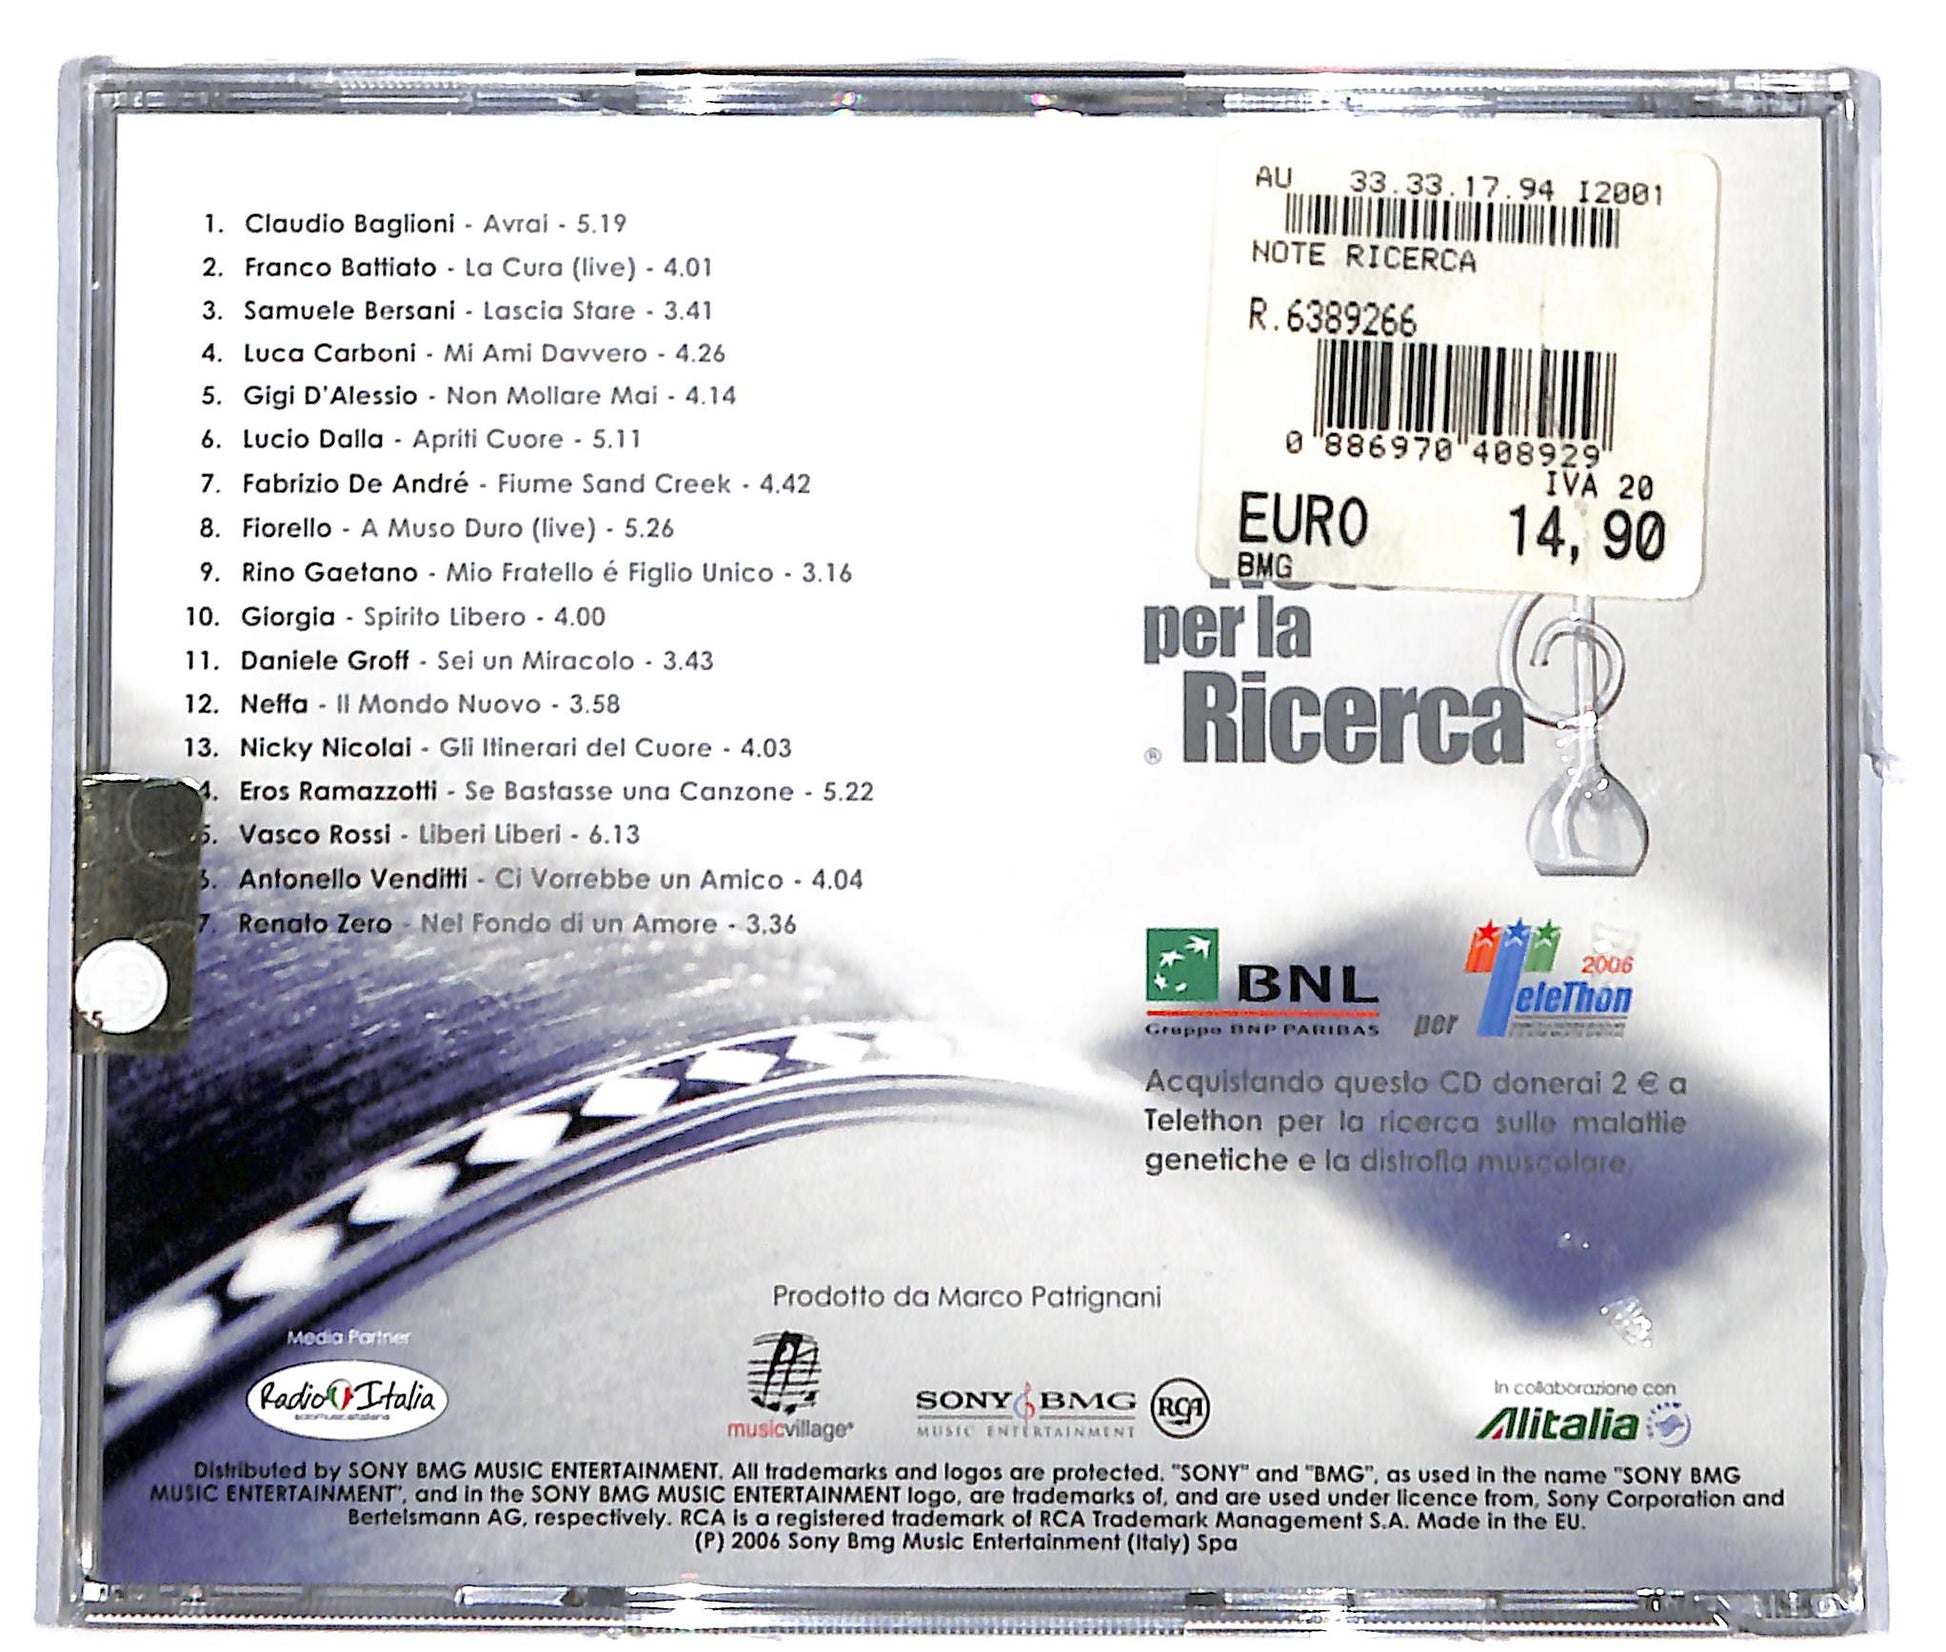 1. Claudio Baglioni - Avrai - 5.19
2. Franco Battiato - La Cura (live) - 4.01
3. Samuele Bersani - Lascia Stare - 3.41
4. Luca Carboni - Mi Ami Davvero - 4.26
5. Gigi D'Alessio - Non Mollare Mai - 4.14
6. Lucio Dalla - Apriti Cuore - 5.11
7. Fabrizio De André - Fiume Sand Creek - 4.42
8. Fiorello - A Muso Duro (live) - 5.26
9. Rino Gaetano - Mio Fratello é Figlio Unico - 3.16
10. Giorgia - Spirito Libero - 4.00
11. Daniele Groff - Sei un Miracolo - 3.43
12. Neffa - Il Mondo Nuovo - 3.58
13. Nicky Nicolai - Gli Itinerari del Cuore - 4.03
4. Eros Ramazzotti - Se Bastasse una Canzone - 5.22
5. Vasco Rossi - Liberi Liberi - 6.13
6. Antonello Venditti - Ci Vorrebbe un Amico - 4.04
7. Renato Zero - Nel Fondo di un Amore - 3.36
AU 33.33.17.94 I2001
NOTE RICERCA
R.6389266
0 886970 408929
IVA 20
EURO 14,90
BMG
per la
Ricerca
®
BNL
Gruppo BNP PARIBAS
per
2006
TeleThon
Acquistando questo CD donerai 2 € a
Telethon per la ricerca sulle malattie
genetiche e la distrofia muscolare
Prodotto da Marco Patrignani
Media Partner
Radio Italia
solomusicaitaliana
musicvillage®
SONY BMG
MUSIC ENTERTAINMENT
RCA
In collaborazione con
Alitalia
Distributed by SONY BMG MUSIC ENTERTAINMENT. All trademarks and logos are protected. "SONY" and "BMG", as used in the name "SONY BMG
MUSIC ENTERTAINMENT", and in the SONY BMG MUSIC ENTERTAINMENT logo, are trademarks of, and are used under licence from, Sony Corporation and
Bertelsmann AG, respectively. RCA is a registered trademark of RCA Trademark Management S.A. Made in the EU.
(P) 2006 Sony Bmg Music Entertainment (Italy) Spa